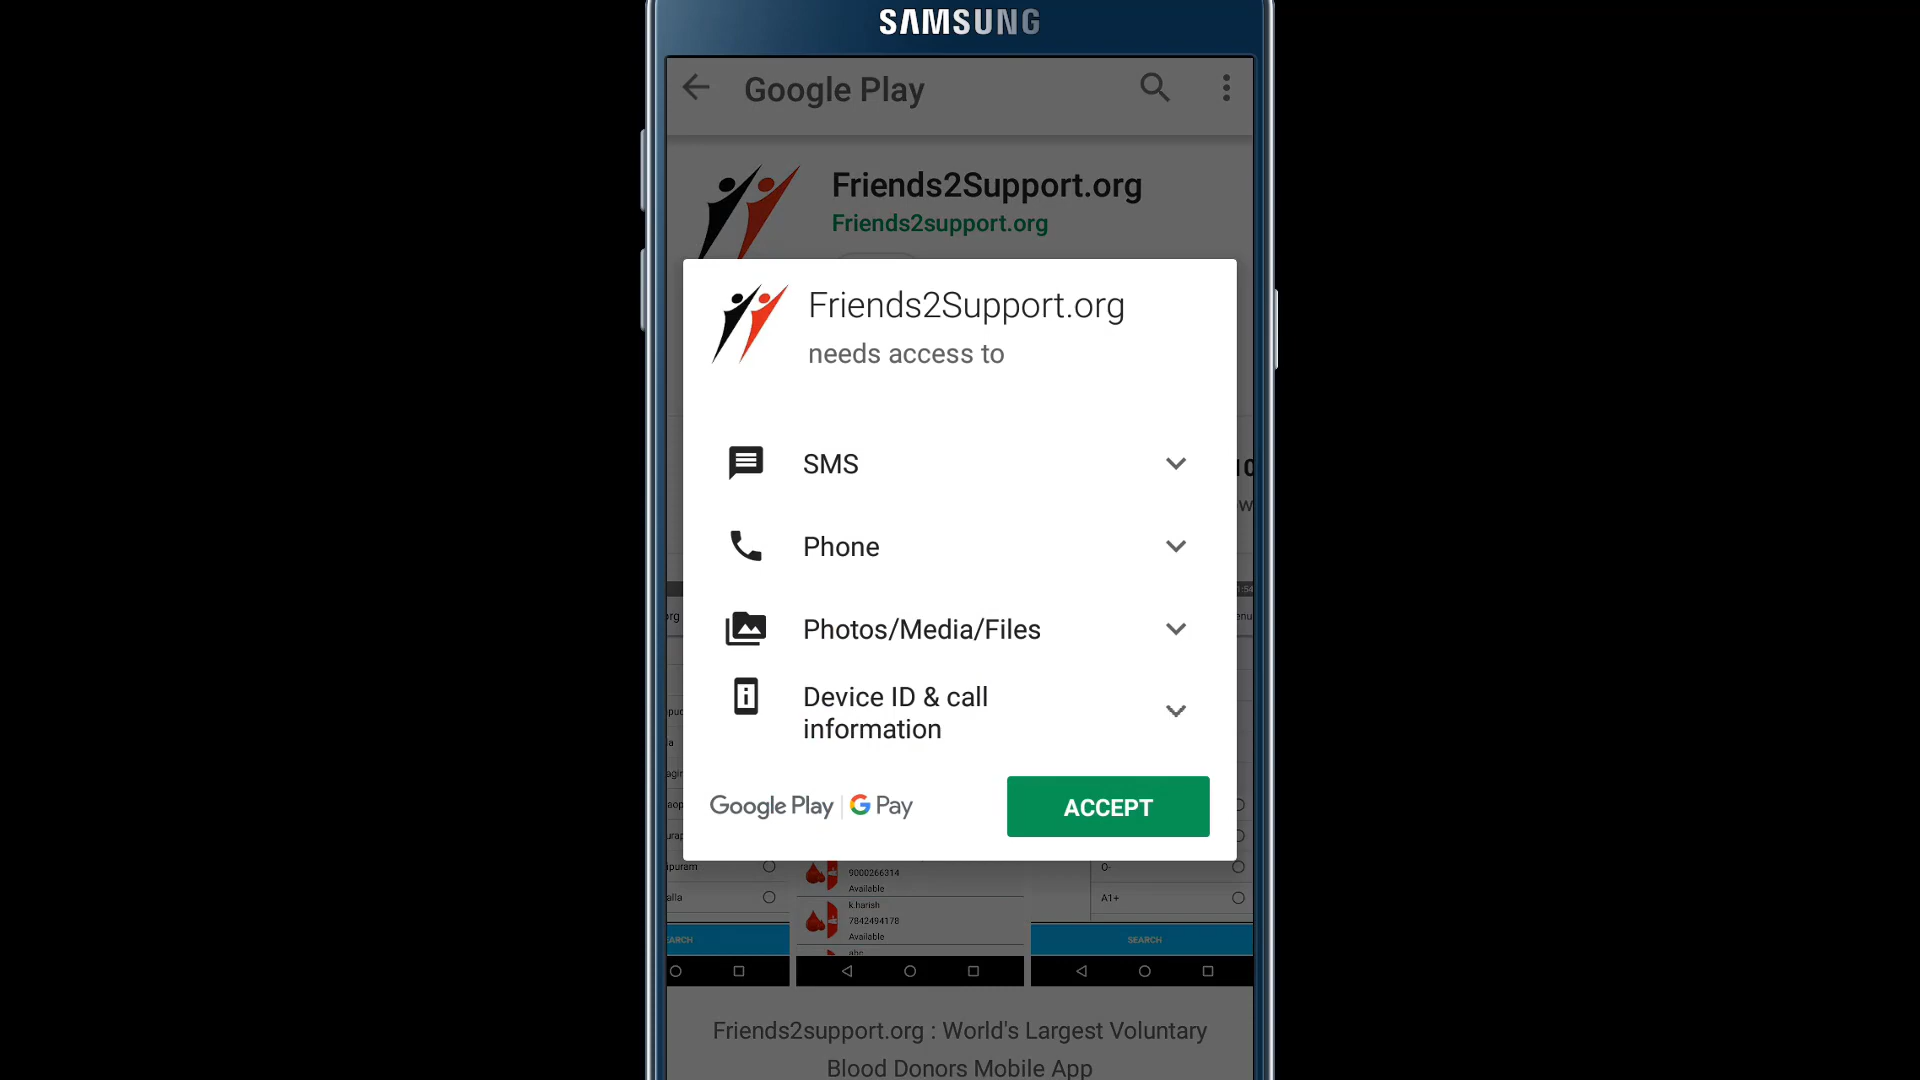 SAMSUNG
Google Play
Friends2Support.org
Friends2support.org
Friends2Support.org
needs access to
SMS
Phone
Photos/Media/Files
Device ID & call
information
Google Play | G Pay
ACCEPT
9000266314
Available
k.harish
7842494178
Available
abc
O-
A1+
SEARCH
Friends2support.org : World's Largest Voluntary
Blood Donors Mobile App